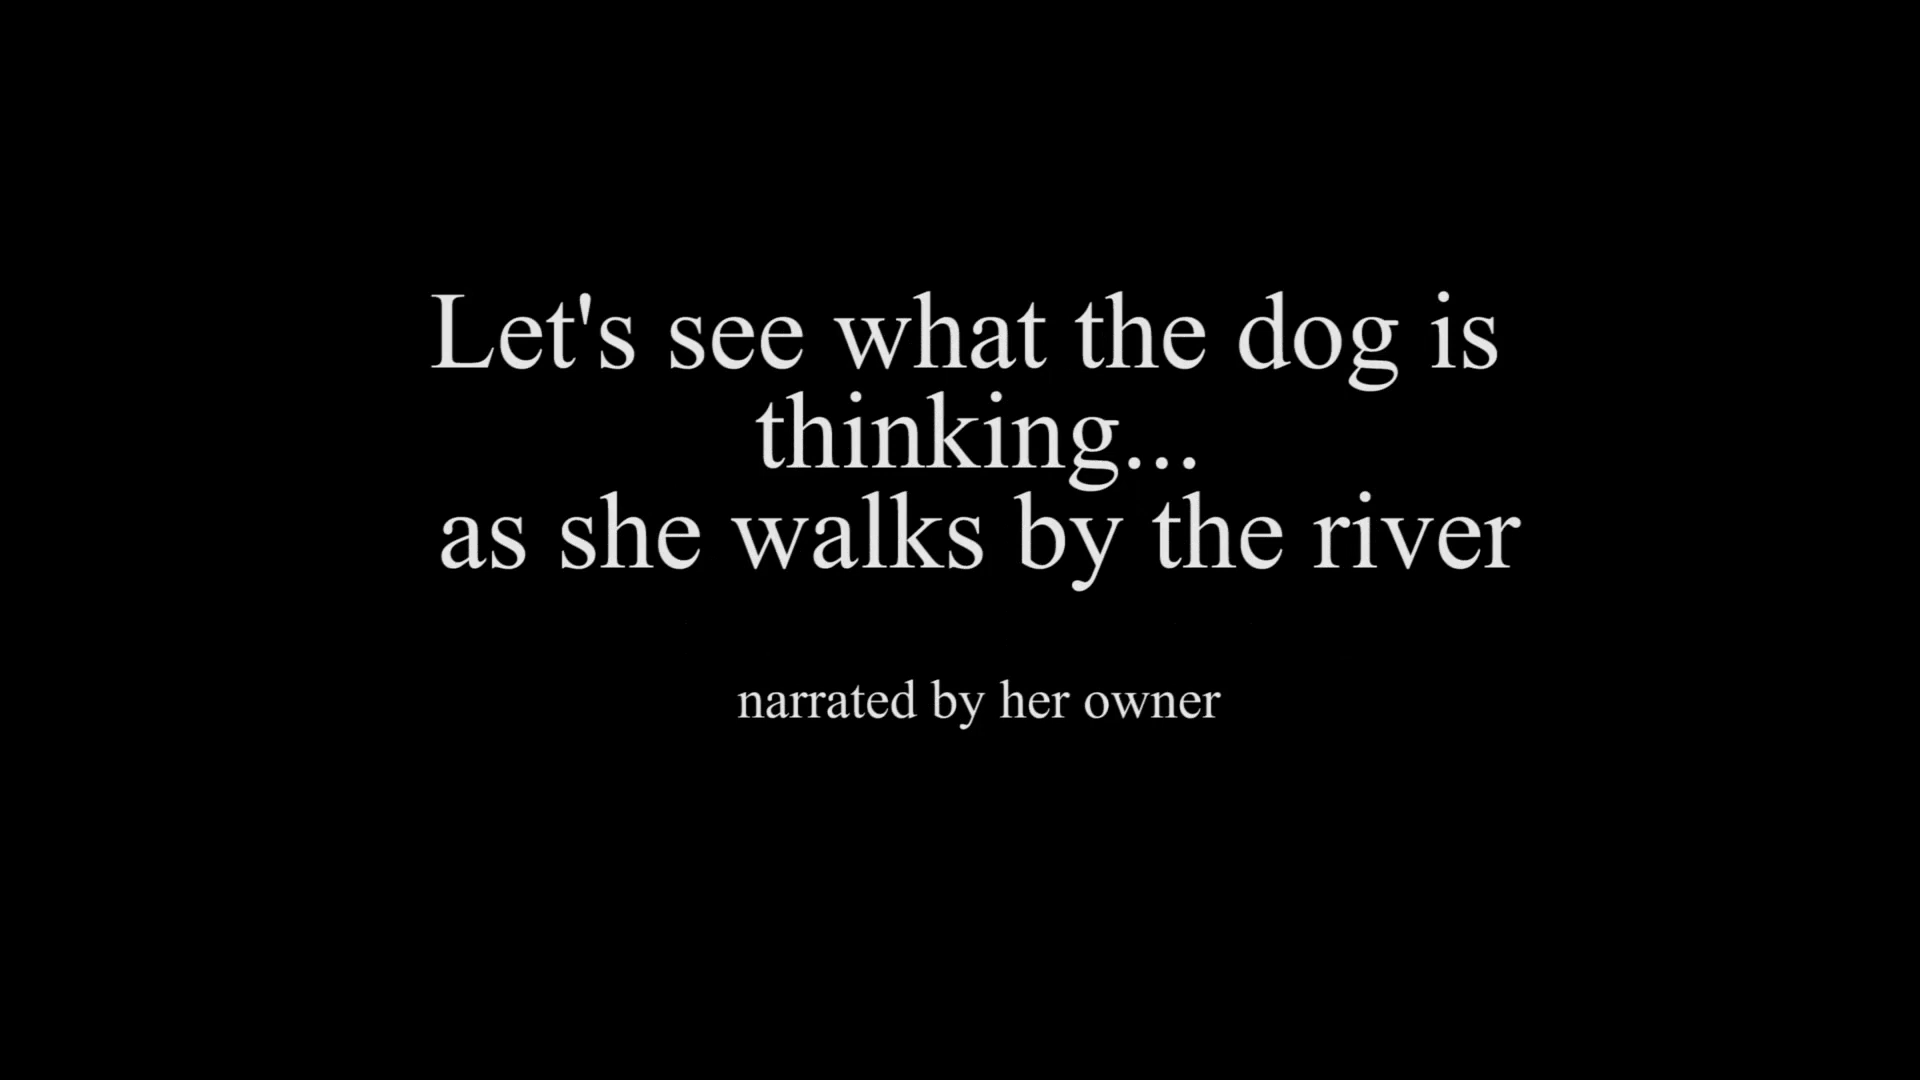 Let's see what the dog is
thinking...
as she walks by the river
narrated by her owner